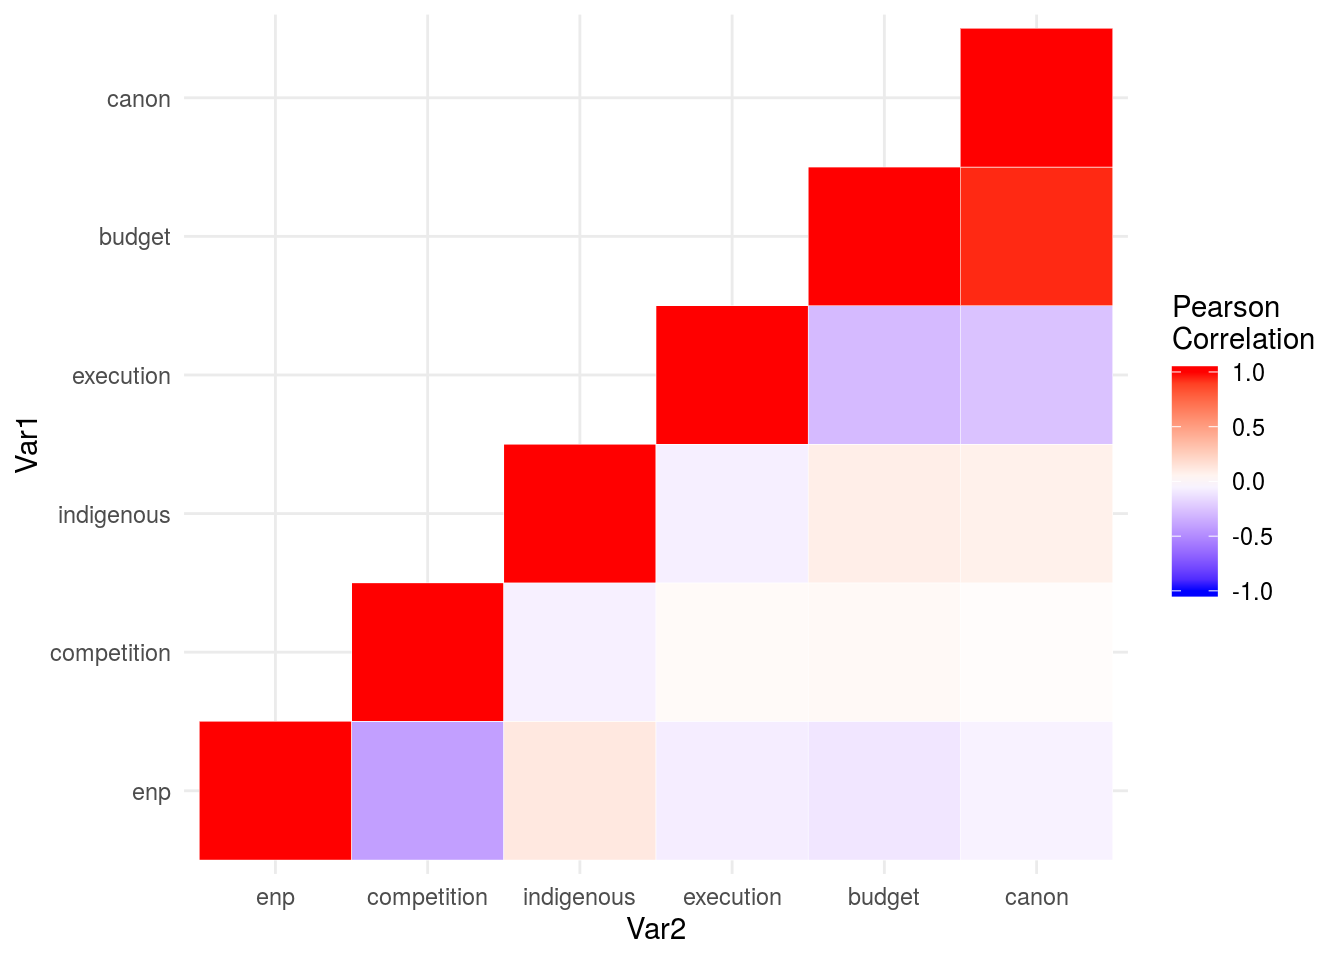 canon
budget
execution
indigenous
competition
enp
Var1
enp competition indigenous execution budget canon
Var2
Pearson
Correlation
1.0
0.5
0.0
-0.5
-1.0